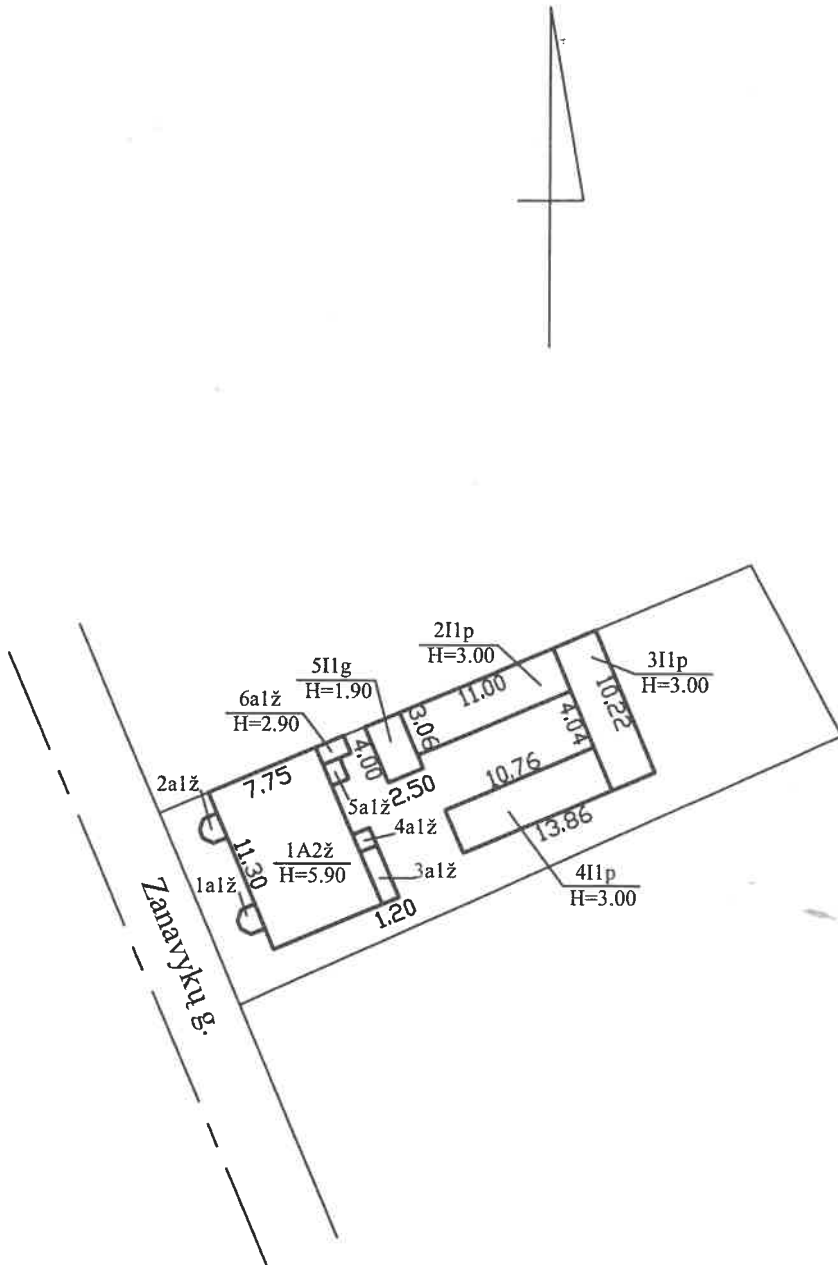 2I1p
H=3.00
5I1g
H=1.90
3I1p
H=3.00
6a1ž
H=2.90
11.00
10.22
3.06
4.00
4.04
2a1ž
7.75
2.50
10.76
5a1ž
4a1ž
13.86
1A2ž
H=5.90
11.30
3a1ž
1a1ž
4I1p
H=3.00
1.20
Zanavykų g.